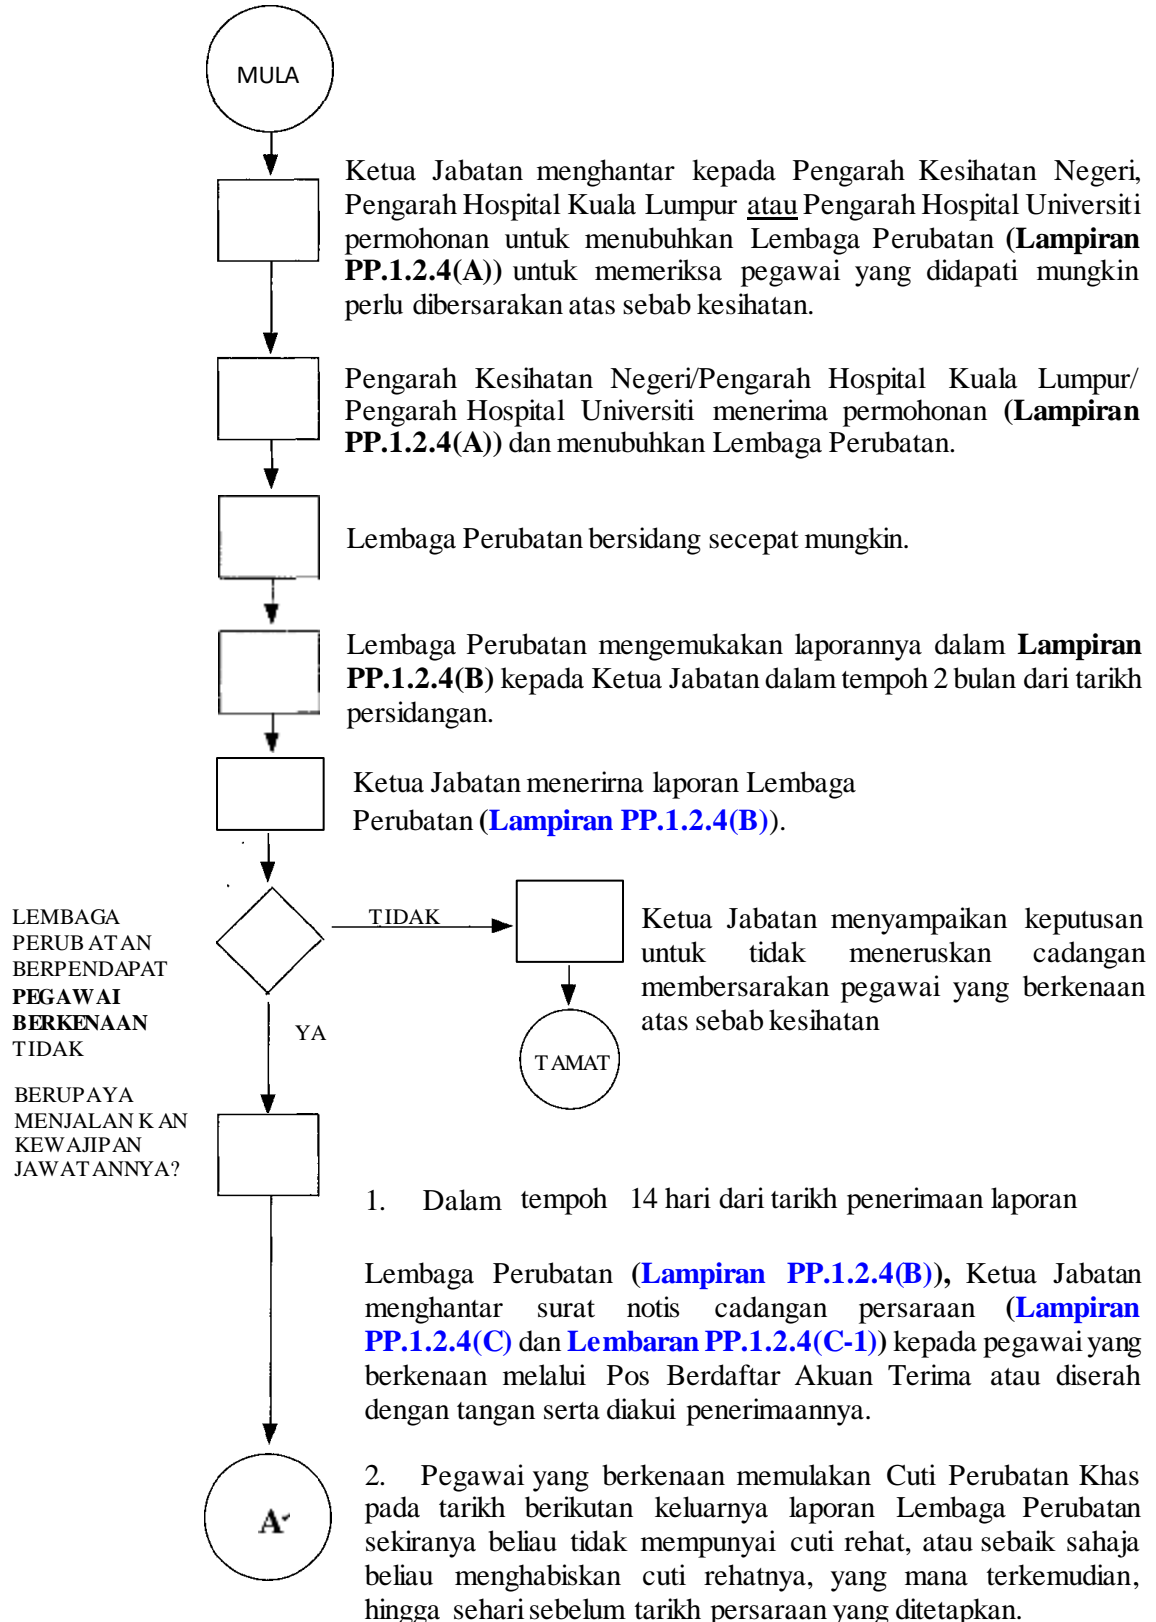 MULA
Ketua Jabatan menghantar kepada Pengarah Kesihatan Negeri,
Pengarah Hospital Kuala Lumpur atau Pengarah Hospital Universiti
permohonan untuk menubuhkan Lembaga Perubatan (Lampiran
PP.1.2.4(A)) untuk memeriksa pegawai yang didapati mungkin
perlu dibersarakan atas sebab kesihatan.
Pengarah Kesihatan Negeri/Pengarah Hospital Kuala Lumpur/
Pengarah Hospital Universiti menerima permohonan (Lampiran
PP.1.2.4(A)) dan menubuhkan Lembaga Perubatan.
Lembaga Perubatan bersidang secepat mungkin.
Lembaga Perubatan mengemukakan laporannya dalam Lampiran
PP.1.2.4(B) kepada Ketua Jabatan dalam tempoh 2 bulan dari tarikh
persidangan.
Ketua Jabatan menerirna laporan Lembaga
Perubatan (Lampiran PP.1.2.4(B)).
LEMBAGA
PERUBATAN
BERPENDAPAT
PEGAWAI
BERKENAAN
TIDAK
BERUPAYA
MENJALANKAN
KEWAJIPAN
JAWATANNYA?
TIDAK
YA
Ketua Jabatan menyampaikan keputusan
untuk tidak meneruskan cadangan
membersarakan pegawai yang berkenaan
atas sebab kesihatan
TAMAT
1. Dalam tempoh 14 hari dari tarikh penerimaan laporan
Lembaga Perubatan (Lampiran PP.1.2.4(B)), Ketua Jabatan
menghantar surat notis cadangan persaraan (Lampiran
PP.1.2.4(C) dan Lembaran PP.1.2.4(C-1)) kepada pegawai yang
berkenaan melalui Pos Berdaftar Akuan Terima atau diserah
dengan tangan serta diakui penerimaannya.
A
2. Pegawai yang berkenaan memulakan Cuti Perubatan Khas
pada tarikh berikutan keluarnya laporan Lembaga Perubatan
sekiranya beliau tidak mempunyai cuti rehat, atau sebaik sahaja
beliau menghabiskan cuti rehatnya, yang mana terkemudian,
hingga sehari sebelum tarikh persaraan yang ditetapkan.